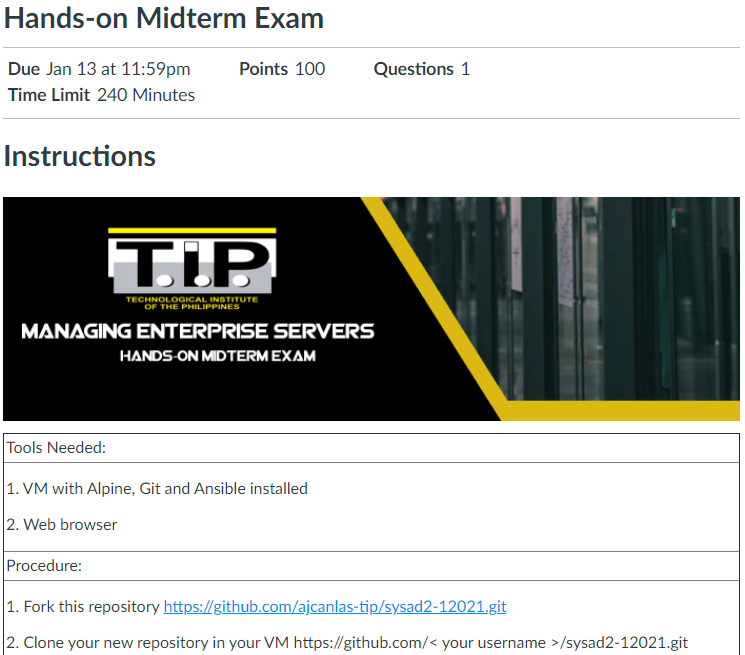 Hands-on Midterm Exam
Due Jan 13 at 11:59pm Points 100 Questions 1
Time Limit 240 Minutes
Instructions
T.I.P
TECHNOLOGICAL INSTITUTE
OF THE PHILIPPINES
MANAGING ENTERPRISE SERVERS
HANDS-ON MIDTERM EXAM
Tools Needed:
1. VM with Alpine, Git and Ansible installed
2. Web browser
Procedure:
1. Fork this repository https://github.com/ajcanlas-tip/sysad2-12021.git
2. Clone your new repository in your VM https://github.com/< your username >/sysad2-12021.git